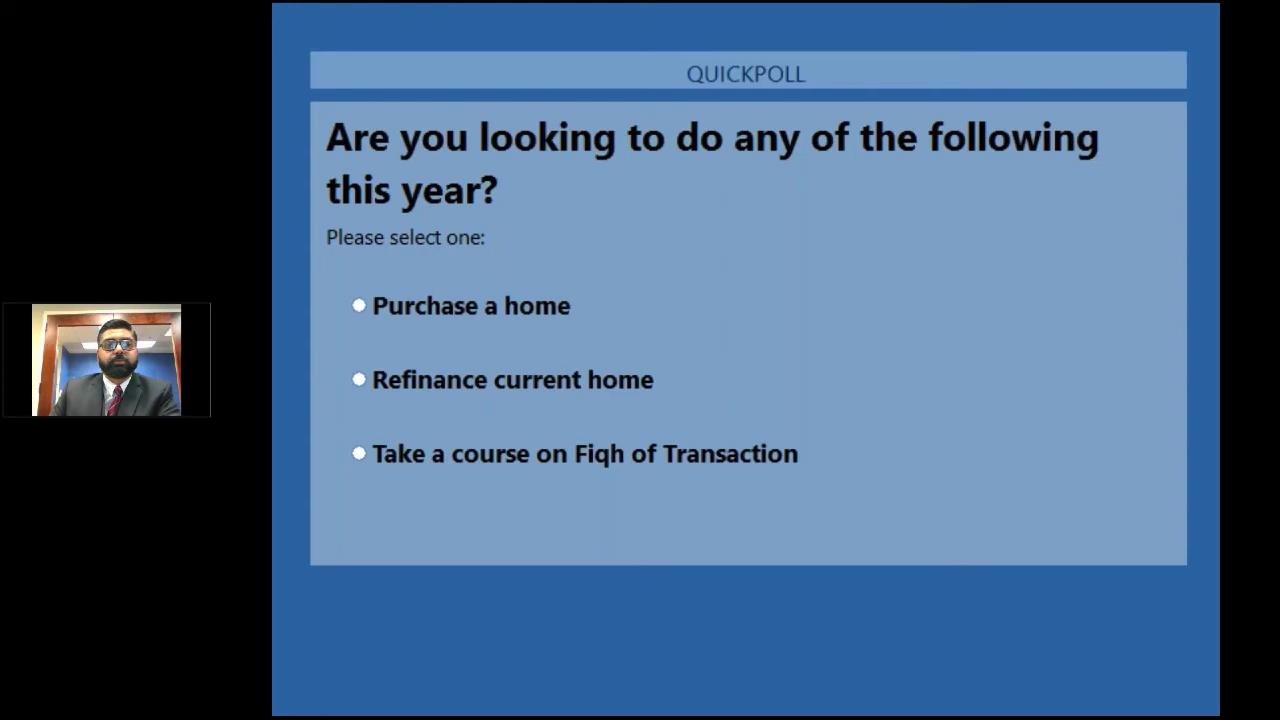 QUICKPOLL
Are you looking to do any of the following
this year?
Please select one:
Purchase a home
Refinance current home
Take a course on Fiqh of Transaction